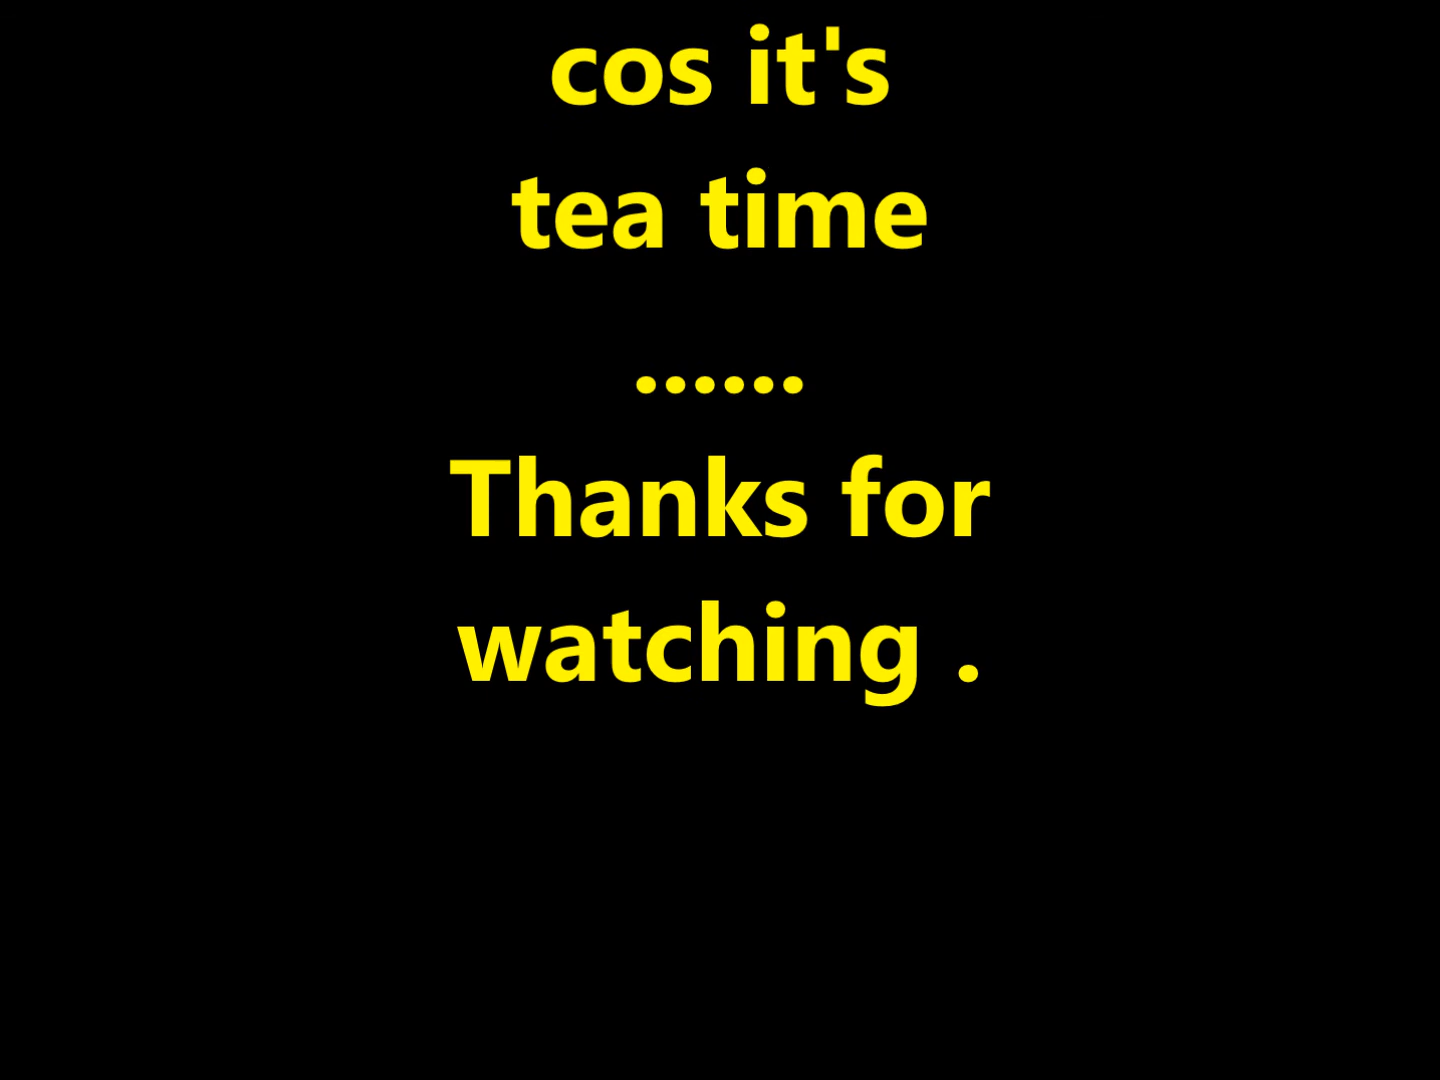 cos it's
tea time
......
Thanks for
watching .